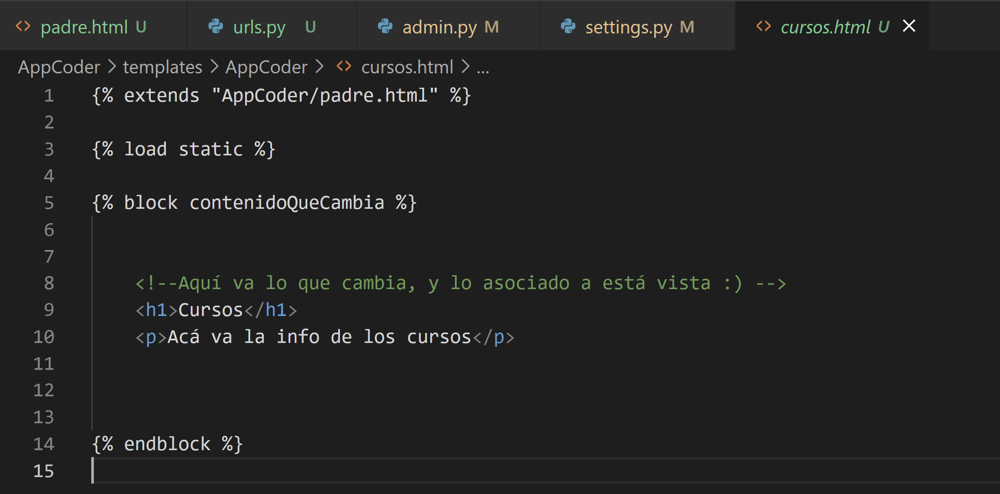 padre.html U urls.py U admin.py M settings.py M cursos.html U
AppCoder > templates > AppCoder > cursos.html > ...
1 {% extends "AppCoder/padre.html" %}
2
3 {% load static %}
4
5 {% block contenidoQueCambia %}
6
7
8 <!--Aquí va lo que cambia, y lo asociado a está vista :) -->
9 <h1>Cursos</h1>
10 <p>Acá va la info de los cursos</p>
11
12
13
14 {% endblock %}
15